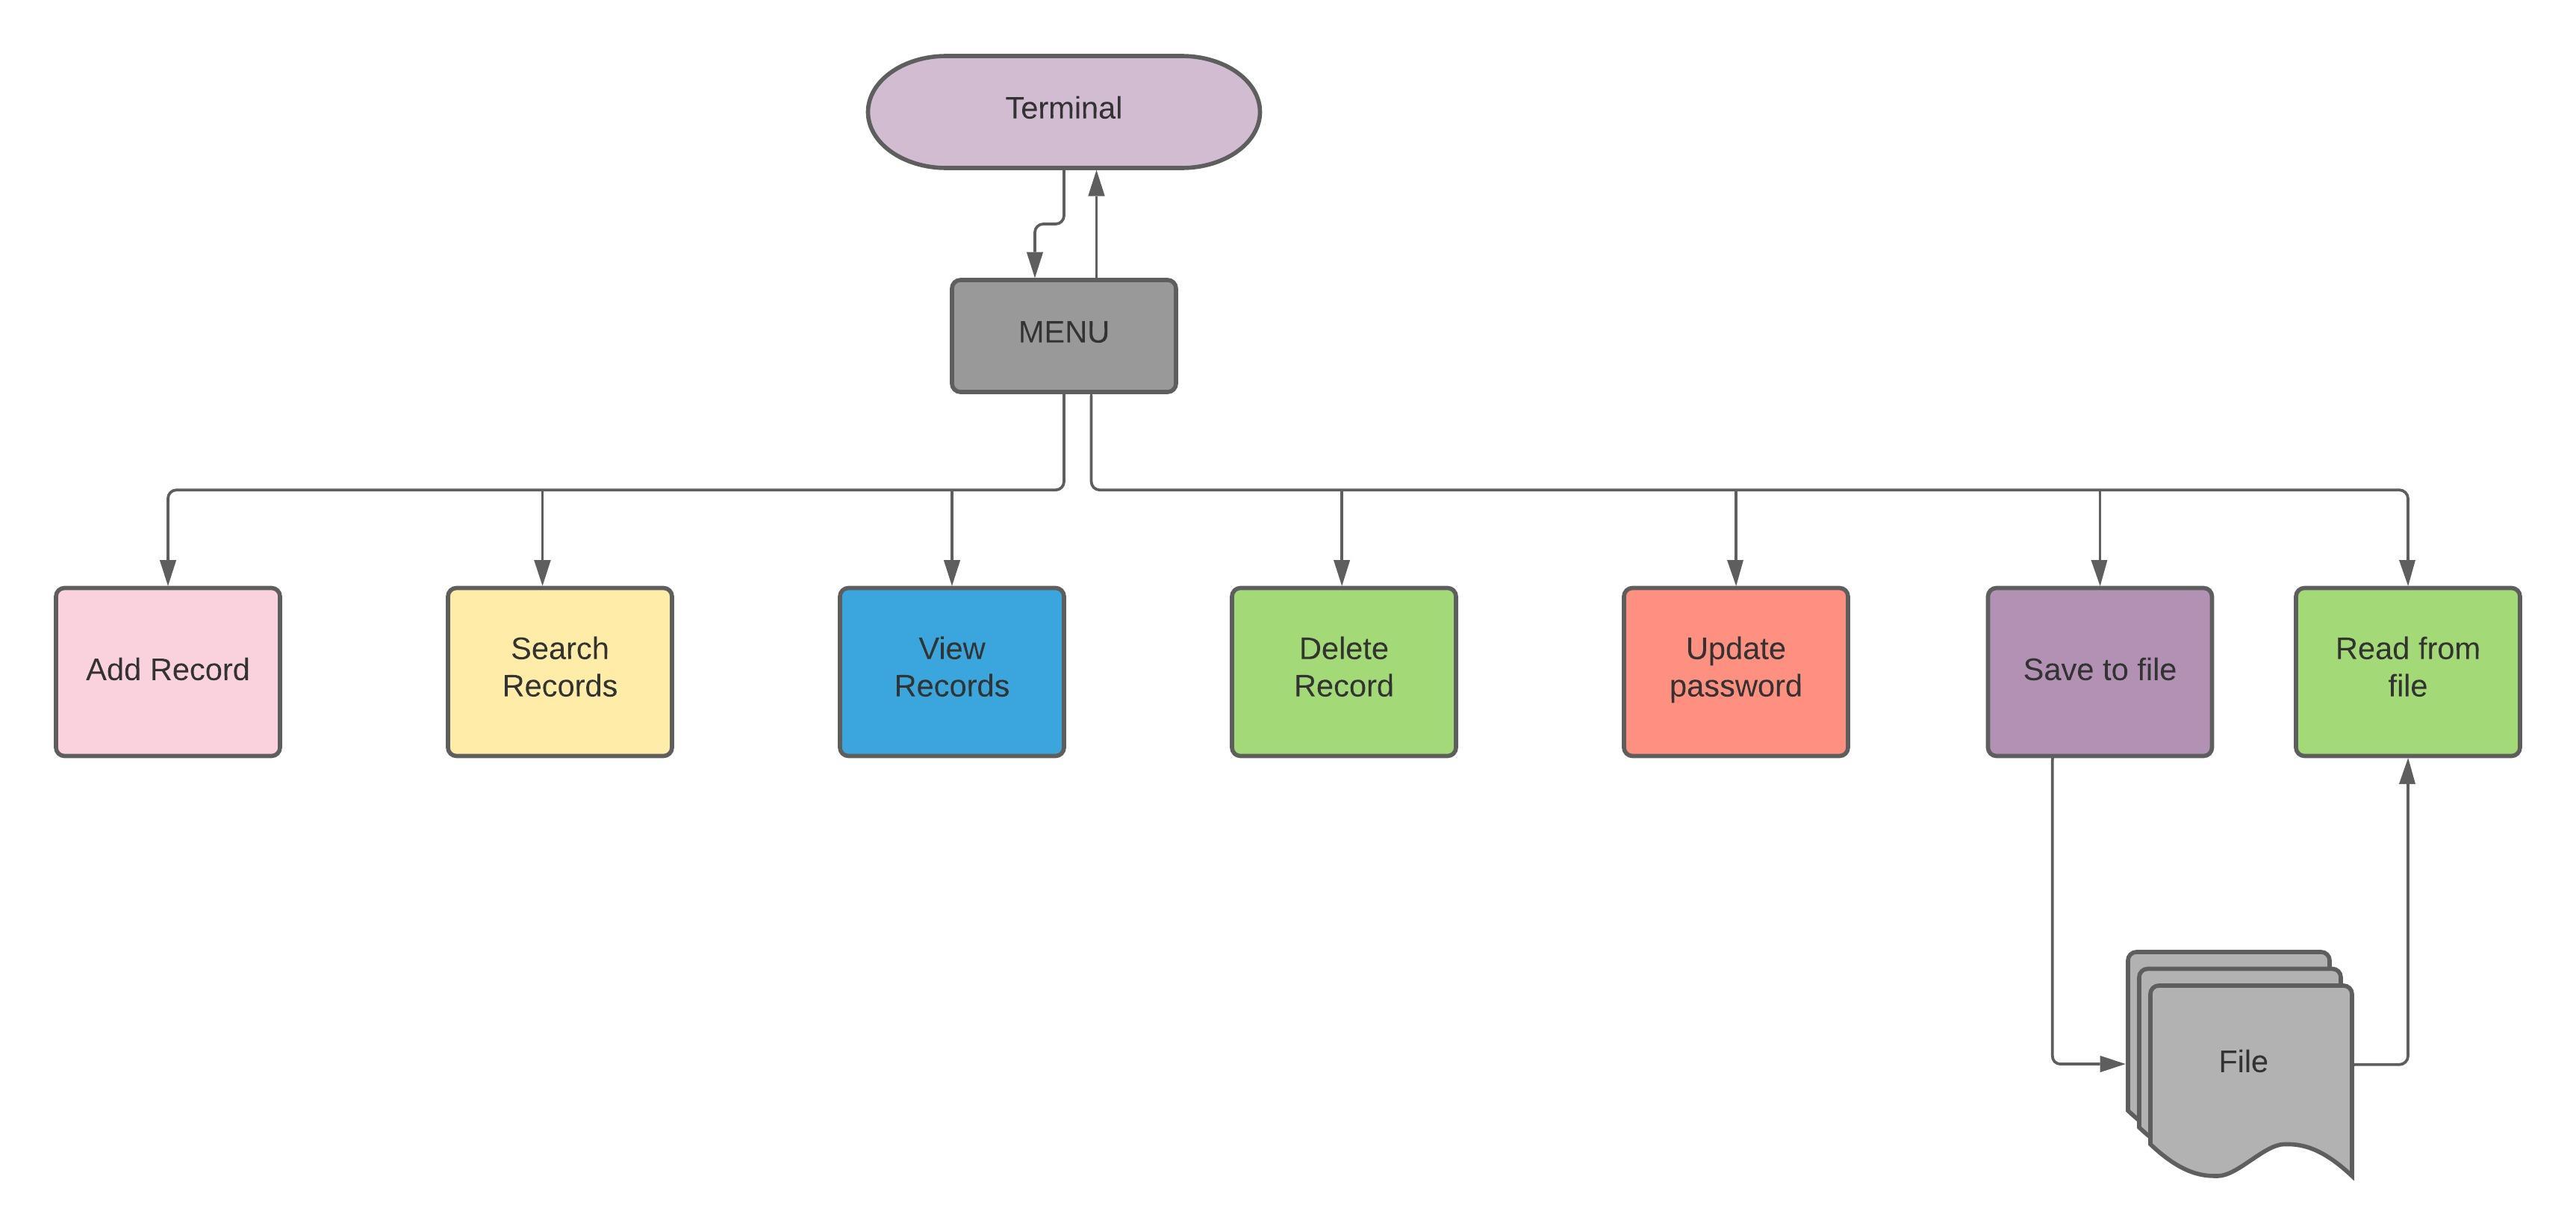 Terminal
MENU
Add Record
Search
Records
View
Records
Delete
Record
Update
password
Save to file
Read from
file
File